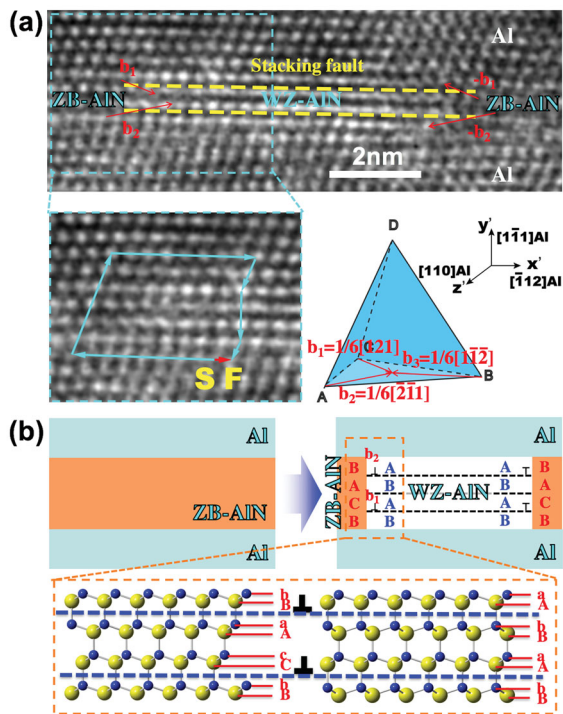 (a)
Al
b1
Stacking fault
-b1
ZB-AlN
WZ-AlN
ZB-AlN
b2
-b2
2nm
Al
S F
D
y'
[11̄1]Al
[110]Al
x'
z'
[1̄12]Al
b1=1/6[121]
C
b3=1/6[11̄2̄]
B
A
b2=1/6[2̄1̄1]
(b)
Al
Al
ZB-AlN
ZB-AlN
b2
B A A B
A B WZ-AlN B A
b1
C A A C
B B B B
Al
Al
b
B
a
A
a
A
b
B
c
C
a
A
b
B
b
B